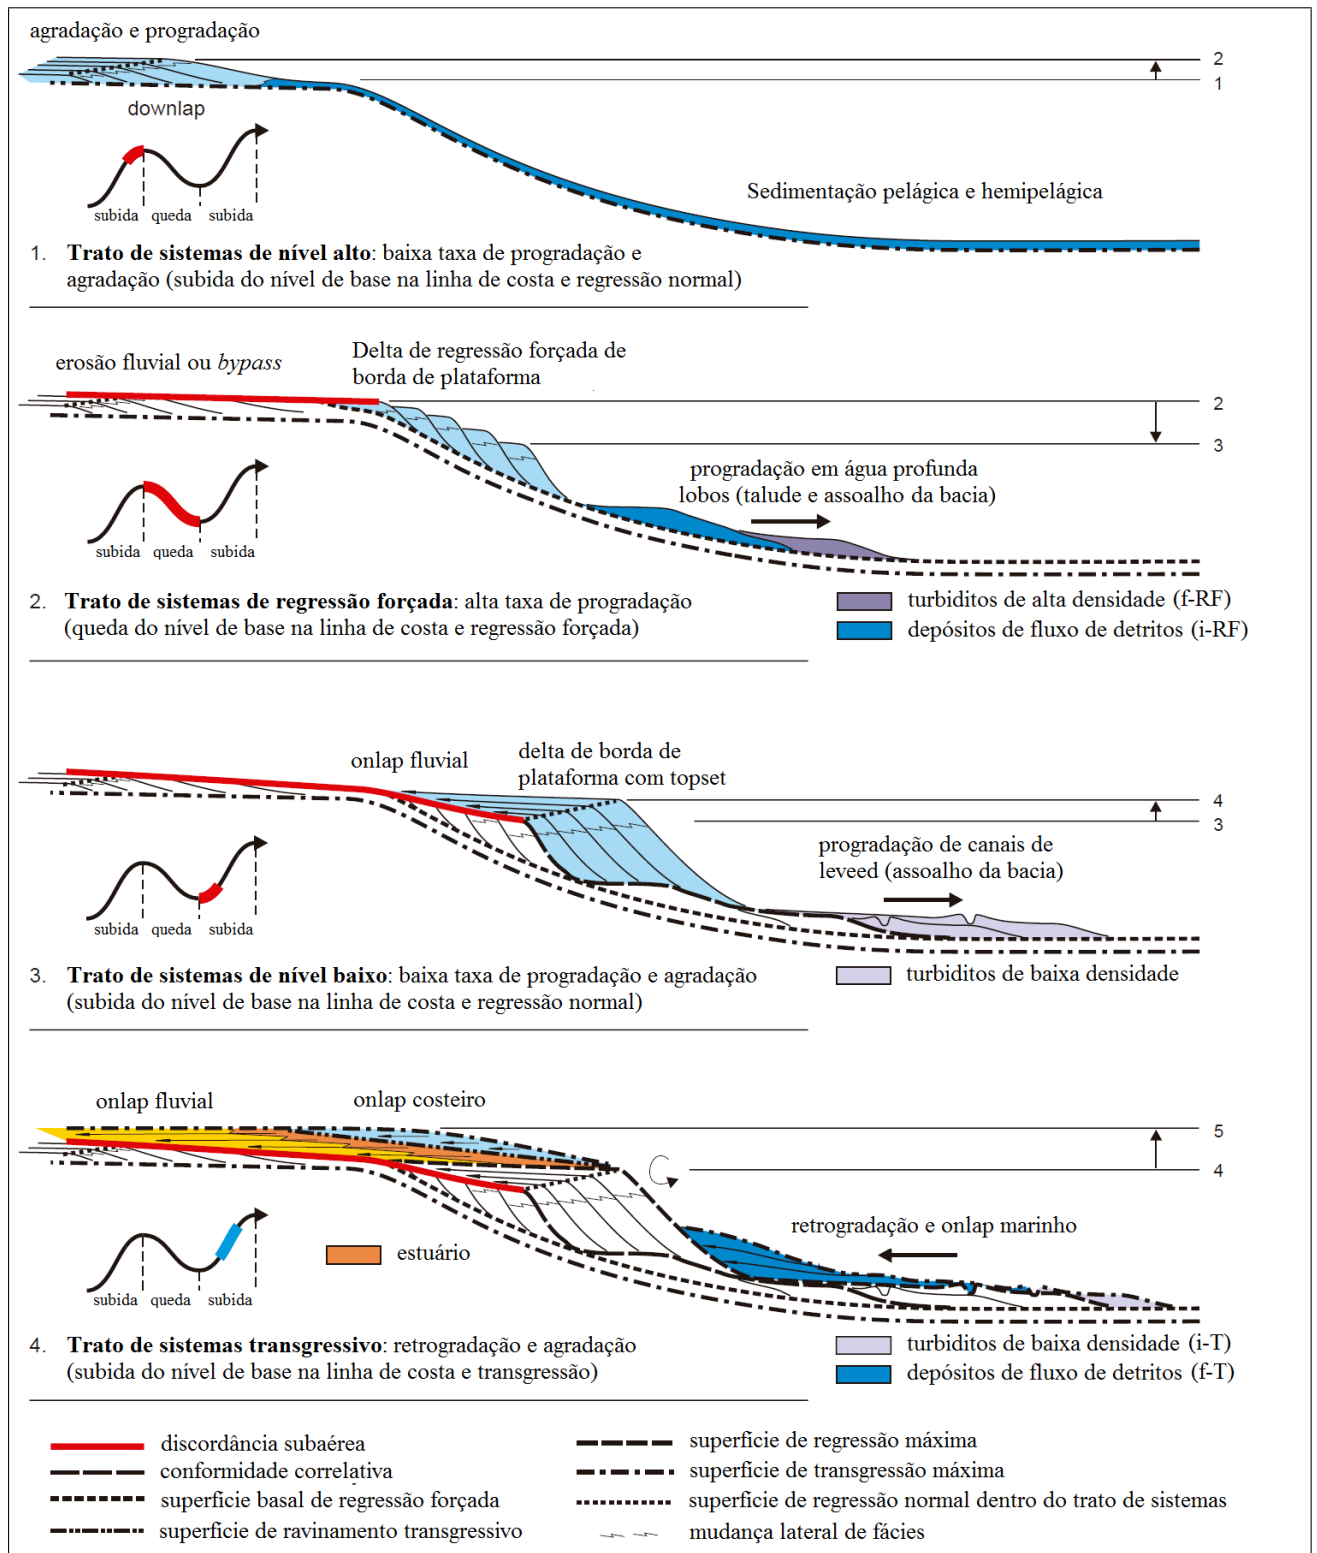 agradação e progradação
2
1
downlap
subida queda subida
Sedimentação pelágica e hemipelágica
1. Trato de sistemas de nível alto: baixa taxa de progradação e
agradação (subida do nível de base na linha de costa e regressão normal)
erosão fluvial ou bypass
Delta de regressão forçada de
borda de plataforma
2
3
progradação em água profunda
lobos (talude e assoalho da bacia)
subida queda subida
2. Trato de sistemas de regressão forçada: alta taxa de progradação
(queda do nível de base na linha de costa e regressão forçada)
turbiditos de alta densidade (f-RF)
depósitos de fluxo de detritos (i-RF)
onlap fluvial
delta de borda de
plataforma com topset
4
3
progradação de canais de
leveed (assoalho da bacia)
subida queda subida
3. Trato de sistemas de nível baixo: baixa taxa de progradação e agradação
(subida do nível de base na linha de costa e regressão normal)
turbiditos de baixa densidade
onlap fluvial
onlap costeiro
5
4
retrogradação e onlap marinho
estuário
subida queda subida
4. Trato de sistemas transgressivo: retrogradação e agradação
(subida do nível de base na linha de costa e transgressão)
turbiditos de baixa densidade (i-T)
depósitos de fluxo de detritos (f-T)
discordância subaérea
conformidade correlativa
superfície basal de regressão forçada
superfície de ravinamento transgressivo
superfície de regressão máxima
superfície de transgressão máxima
superfície de regressão normal dentro do trato de sistemas
mudança lateral de fácies